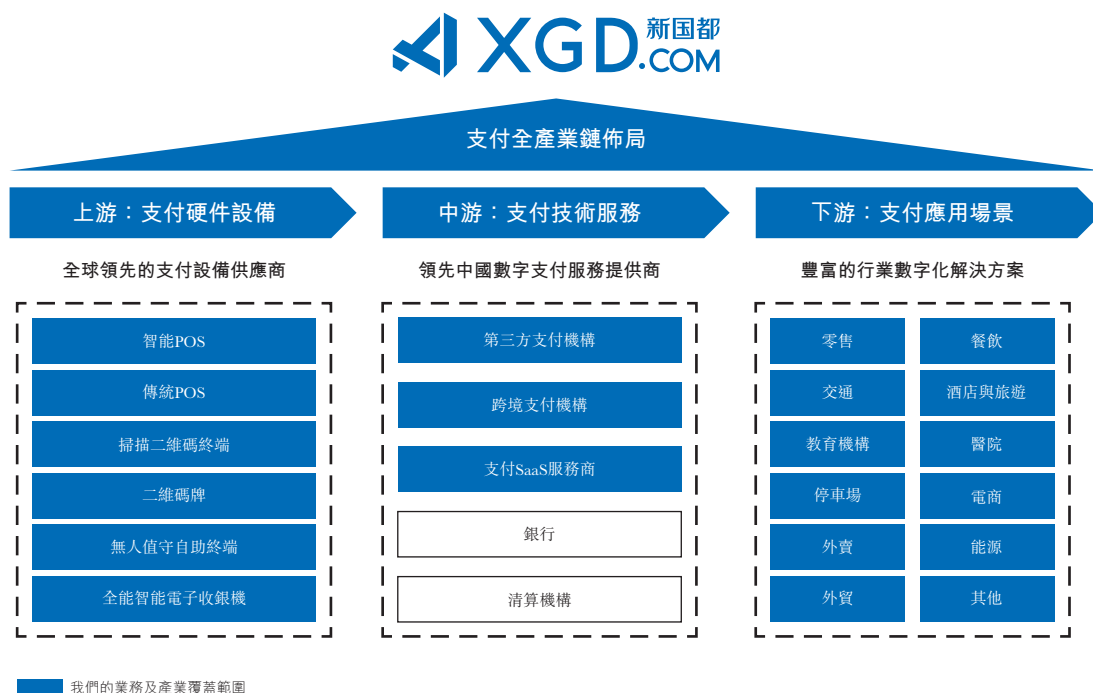 XGD.COM 新国都
支付全產業鏈佈局
上游：支付硬件設備
中游：支付技術服務
下游：支付應用場景
全球領先的支付設備供應商
領先中國數字支付服務提供商
豐富的行業數字化解決方案
智能POS
傳統POS
掃描二維碼終端
二維碼牌
無人值守自助終端
全能智能電子收銀機
第三方支付機構
跨境支付機構
支付SaaS服務商
銀行
清算機構
零售
餐飲
交通
酒店與旅遊
教育機構
醫院
停車場
電商
外賣
能源
外貿
其他
我們的業務及產業覆蓋範圍